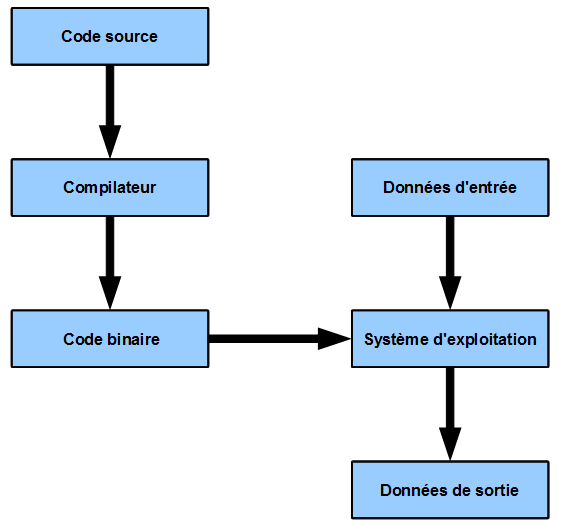 Code source
Compilateur
Données d'entrée
Code binaire
Système d'exploitation
Données de sortie